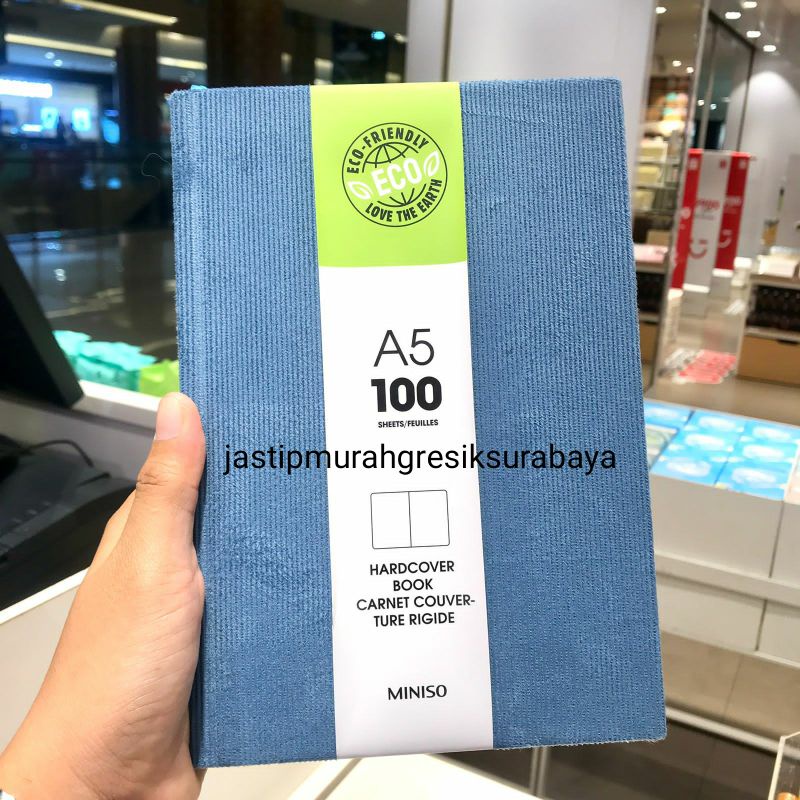 ECO-FRIENDLY
ECO
LOVE THE EARTH
A5
100
SHEETS/FEUILLES
jastipmurahgresiksurabaya
HARDCOVER
BOOK
CARNET COUVER-
TURE RIGIDE
MINISO